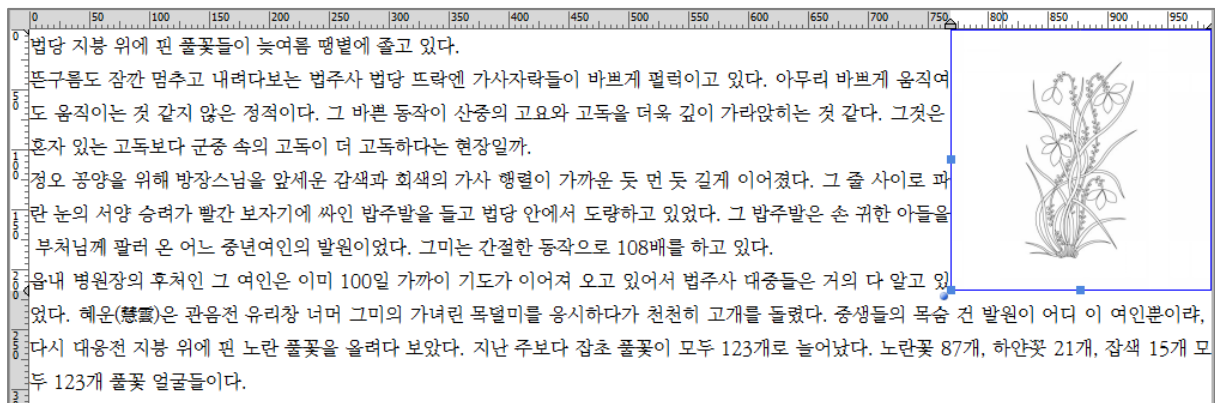 0 50 100 150 200 250 300 350 400 450 500 550 600 650 700 750 800 850 900 950
법당 지붕 위에 핀 풀꽃들이 늦여름 땡볕에 졸고 있다.
뜬구름도 잠깐 멈추고 내려다보는 법주사 법당 뜨락엔 가사자락들이 바쁘게 펄럭이고 있다. 아무리 바쁘게 움직여
도 움직이는 것 같지 않은 정적이다. 그 바쁜 동작이 산중의 고요와 고독을 더욱 깊이 가라앉히는 것 같다. 그것은
혼자 있는 고독보다 군중 속의 고독이 더 고독하다는 현장일까.
정오 공양을 위해 방장스님을 앞세운 감색과 회색의 가사 행렬이 가까운 듯 먼 듯 길게 이어졌다. 그 줄 사이로 파
란 눈의 서양 승려가 빨간 보자기에 싸인 밥주발을 들고 법당 안에서 도량하고 있었다. 그 밥주발은 손 귀한 아들을
부처님께 팔러 온 어느 중년여인의 발원이었다. 그미는 간절한 동작으로 108배를 하고 있다.
읍내 병원장의 후처인 그 여인은 이미 100일 가까이 기도가 이어져 오고 있어서 법주사 대중들은 거의 다 알고 있
었다. 혜운(慧雲)은 관음전 유리창 너머 그미의 가녀린 목덜미를 응시하다가 천천히 고개를 돌렸다. 중생들의 목숨 건 발원이 어디 이 여인뿐이랴,
다시 대웅전 지붕 위에 핀 노란 풀꽃을 올려다 보았다. 지난 주보다 잡초 풀꽃이 모두 123개로 늘어났다. 노란꽃 87개, 하얀꽃 21개, 잡색 15개 모
두 123개 풀꽃 얼굴들이다.